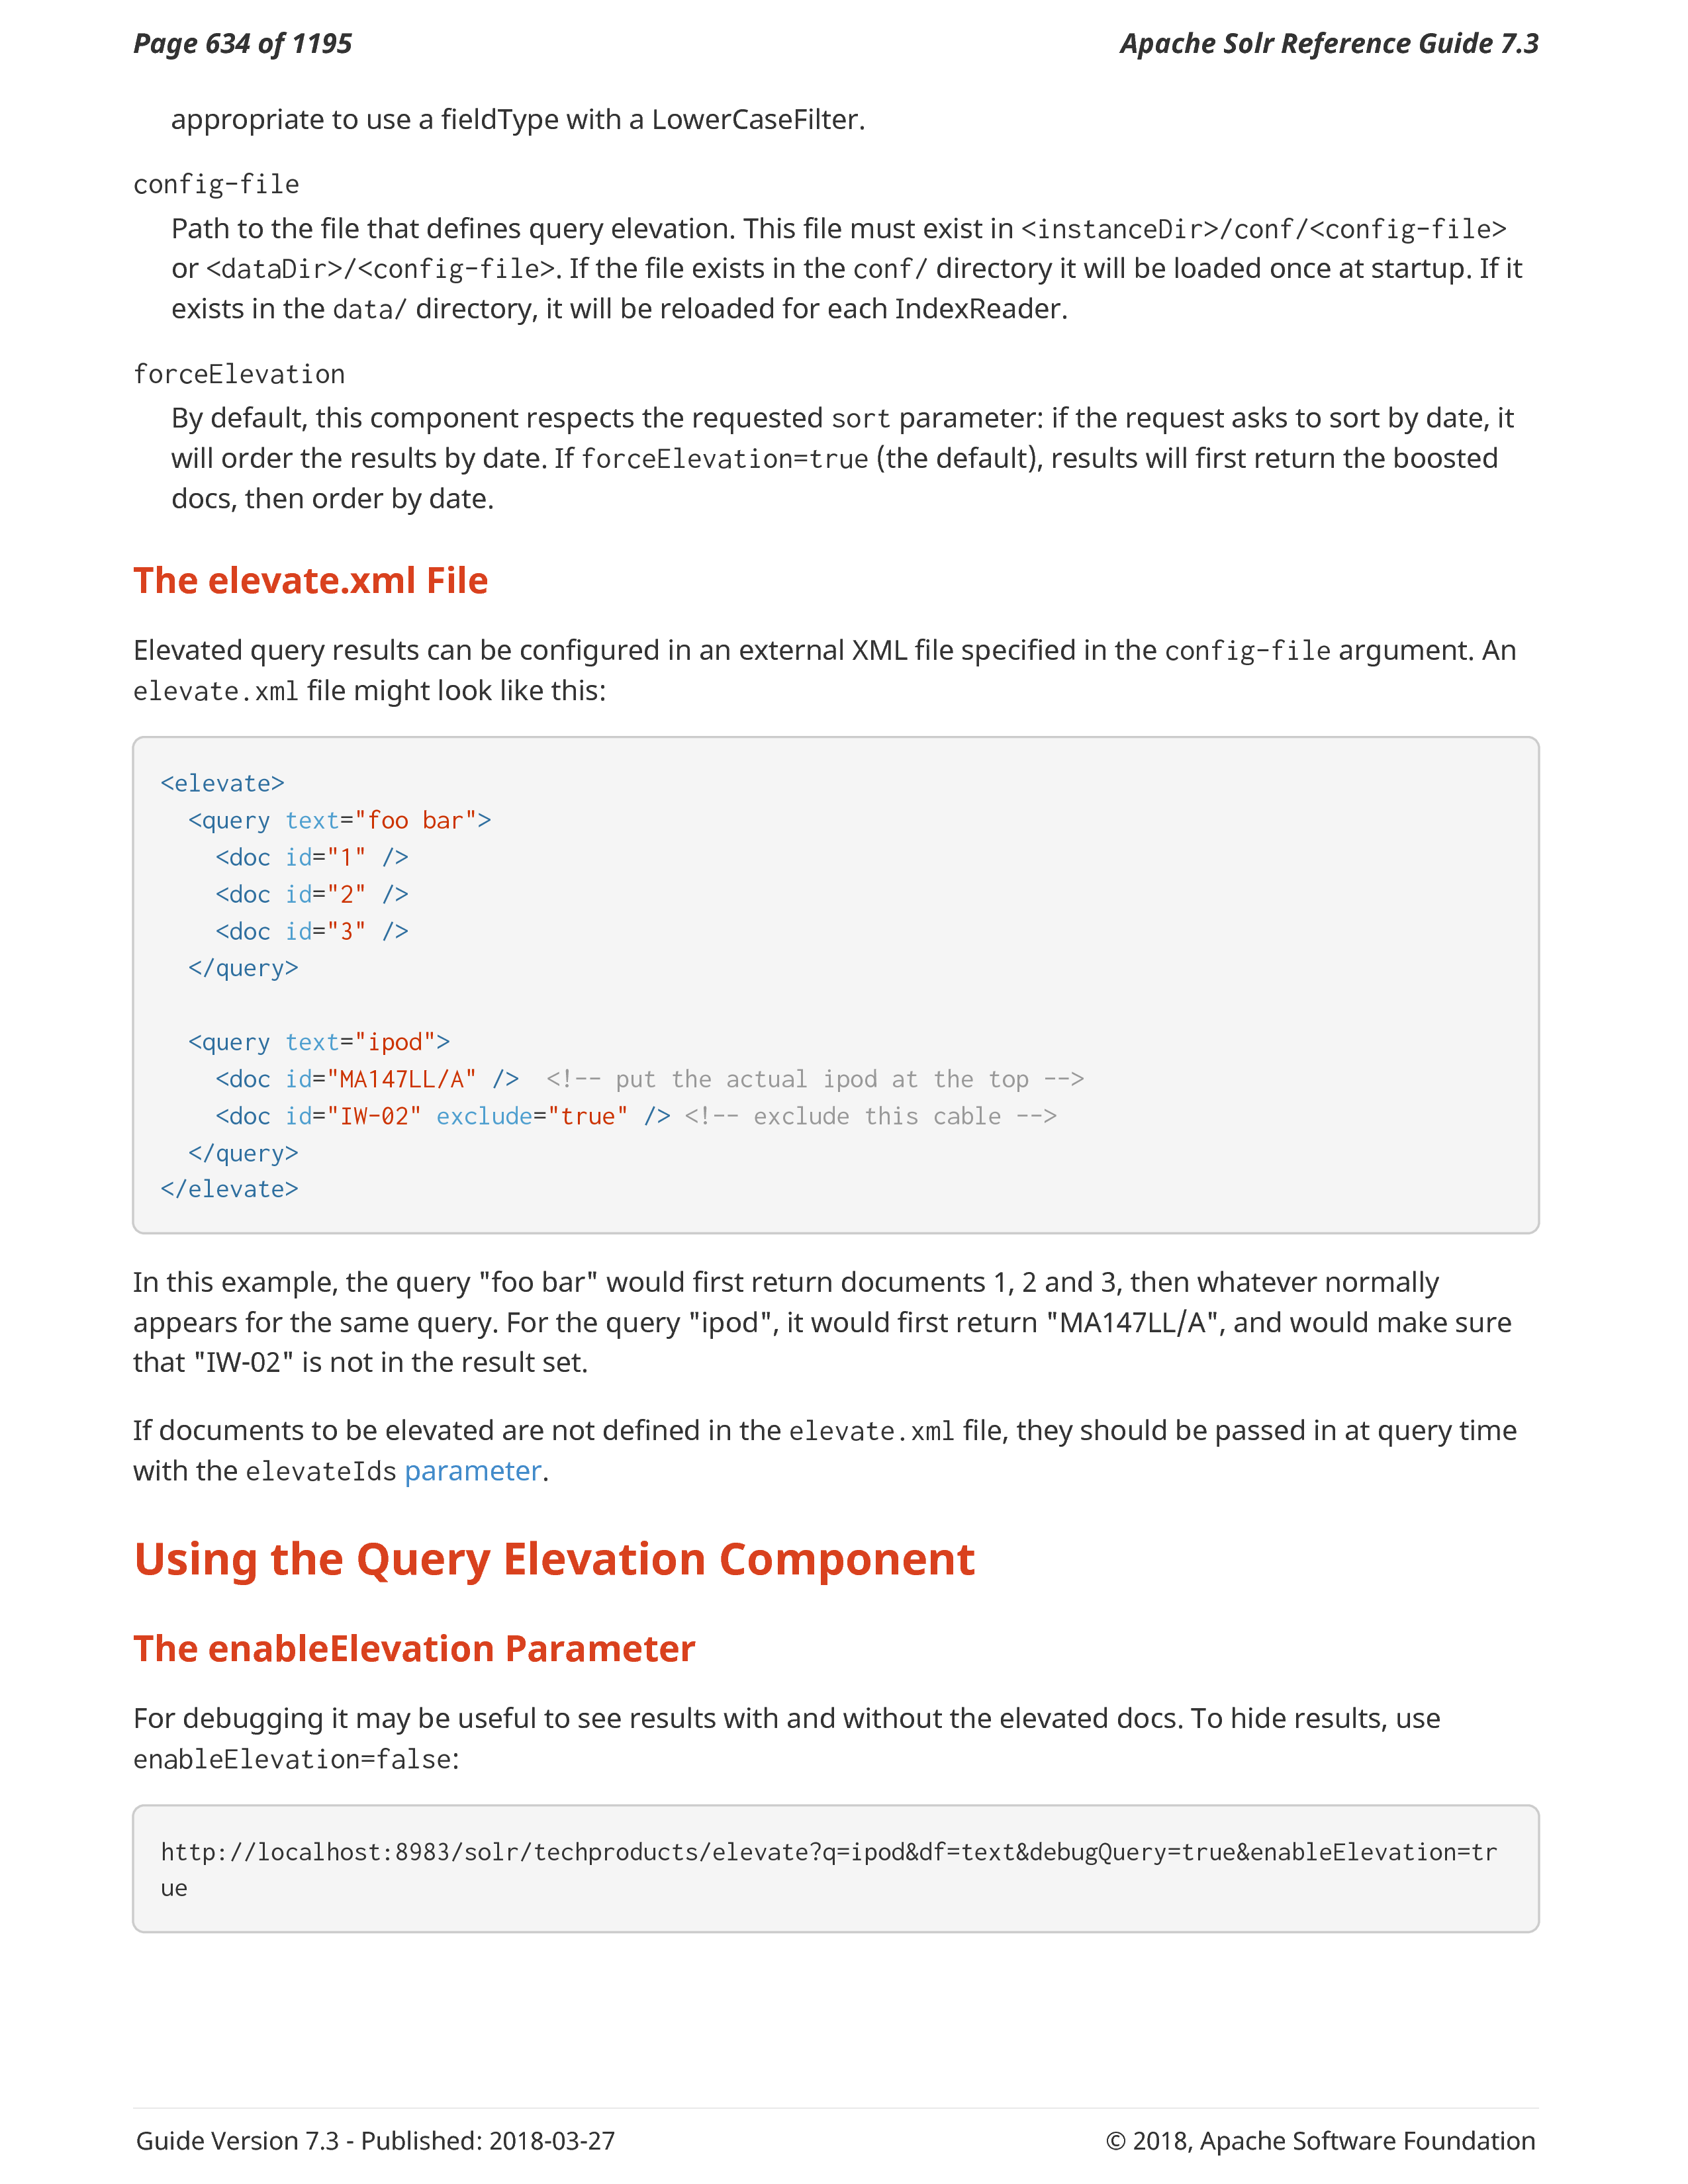 Page 634 of 1195
Apache Solr Reference Guide 7.3
appropriate to use a fieldType with a LowerCaseFilter.
config-file
Path to the file that defines query elevation. This file must exist in <instanceDir>/conf/<config-file>
or <dataDir>/<config-file>. If the file exists in the conf/ directory it will be loaded once at startup. If it
exists in the data/ directory, it will be reloaded for each IndexReader.
forceElevation
By default, this component respects the requested sort parameter: if the request asks to sort by date, it
will order the results by date. If forceElevation=true (the default), results will first return the boosted
docs, then order by date.
The elevate.xml File
Elevated query results can be configured in an external XML file specified in the config-file argument. An
elevate.xml file might look like this:
<elevate>
  <query text="foo bar">
    <doc id="1" />
    <doc id="2" />
    <doc id="3" />
  </query>

  <query text="ipod">
    <doc id="MA147LL/A" />  <!-- put the actual ipod at the top -->
    <doc id="IW-02" exclude="true" /> <!-- exclude this cable -->
  </query>
</elevate>
In this example, the query "foo bar" would first return documents 1, 2 and 3, then whatever normally
appears for the same query. For the query "ipod", it would first return "MA147LL/A", and would make sure
that "IW-02" is not in the result set.
If documents to be elevated are not defined in the elevate.xml file, they should be passed in at query time
with the elevateIds parameter.
Using the Query Elevation Component
The enableElevation Parameter
For debugging it may be useful to see results with and without the elevated docs. To hide results, use
enableElevation=false:
http://localhost:8983/solr/techproducts/elevate?q=ipod&df=text&debugQuery=true&enableElevation=tr
ue
Guide Version 7.3 - Published: 2018-03-27
© 2018, Apache Software Foundation